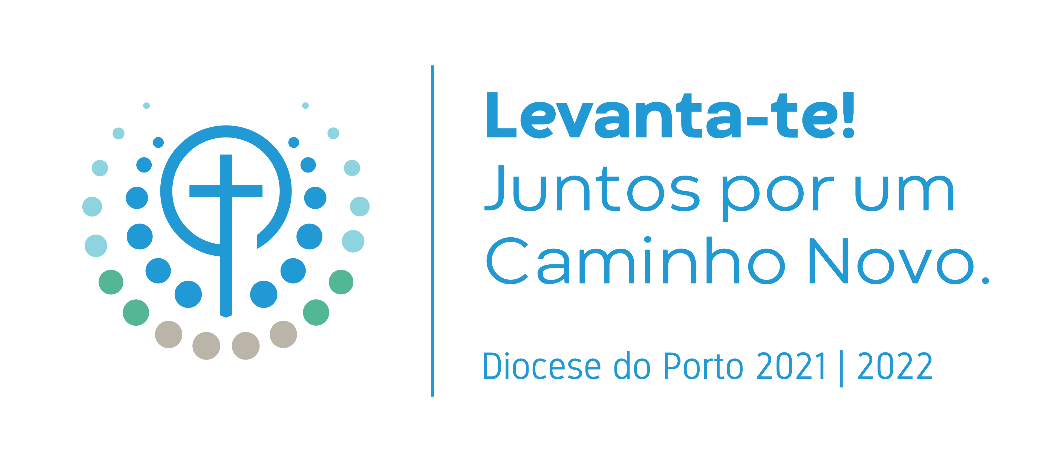 Levanta-te!
Juntos por um
Caminho Novo.
Diocese do Porto 2021 | 2022